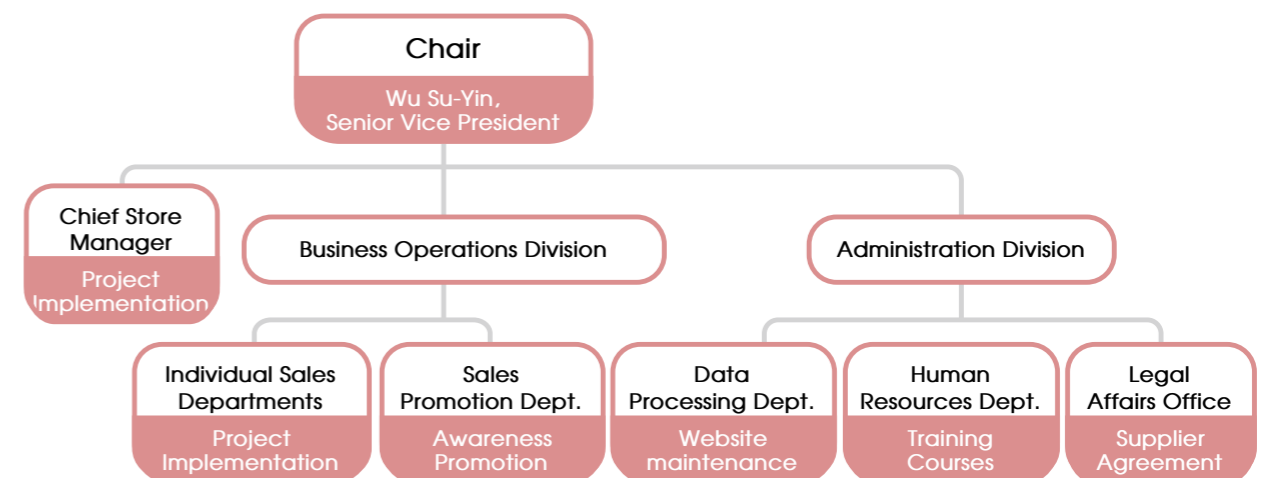 Chair
Wu Su-Yin,
Senior Vice President
Chief Store
Manager
Project
Implementation
Business Operations Division
Administration Division
Individual Sales
Departments
Project
Implementation
Sales
Promotion Dept.
Awareness
Promotion
Data
Processing Dept.
Website
maintenance
Human
Resources Dept.
Training
Courses
Legal
Affairs Office
Supplier
Agreement